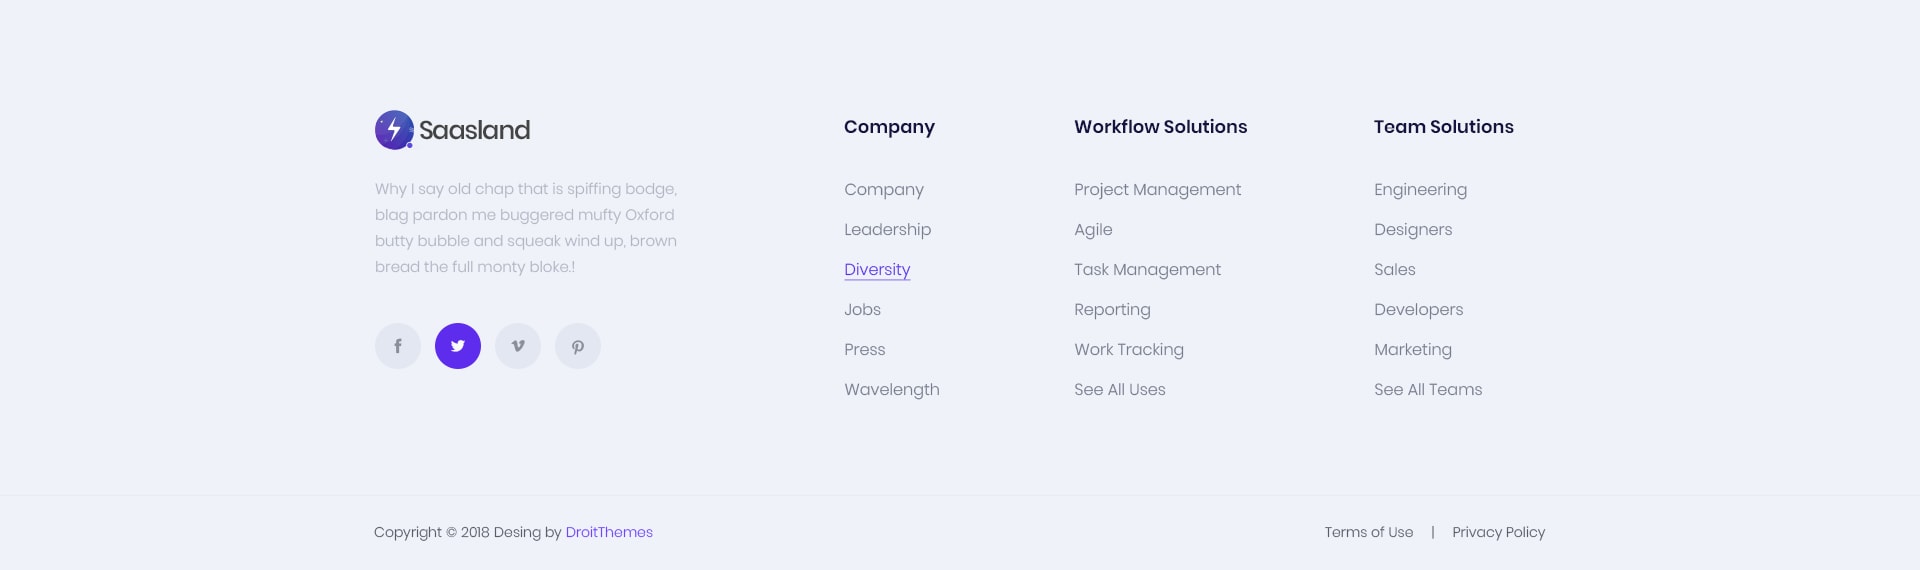 Saasland
Why I say old chap that is spiffing bodge,
blag pardon me buggered mufty Oxford
butty bubble and squeak wind up, brown
bread the full monty bloke.!
Company
Company
Leadership
Diversity
Jobs
Press
Wavelength
Workflow Solutions
Project Management
Agile
Task Management
Reporting
Work Tracking
See All Uses
Team Solutions
Engineering
Designers
Sales
Developers
Marketing
See All Teams
Copyright © 2018 Desing by DroitThemes
Terms of Use | Privacy Policy